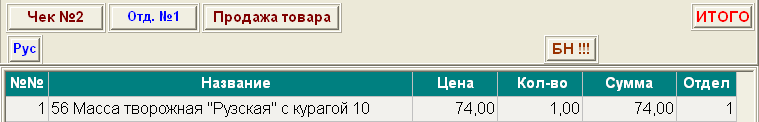 Чек №2 Отд. №1 Продажа товара ИТОГО
Рус БН !!!
№№ Название Цена Кол-во Сумма Отдел
1 56 Масса творожная "Рузская" с курагой 10 74,00 1,00 74,00 1